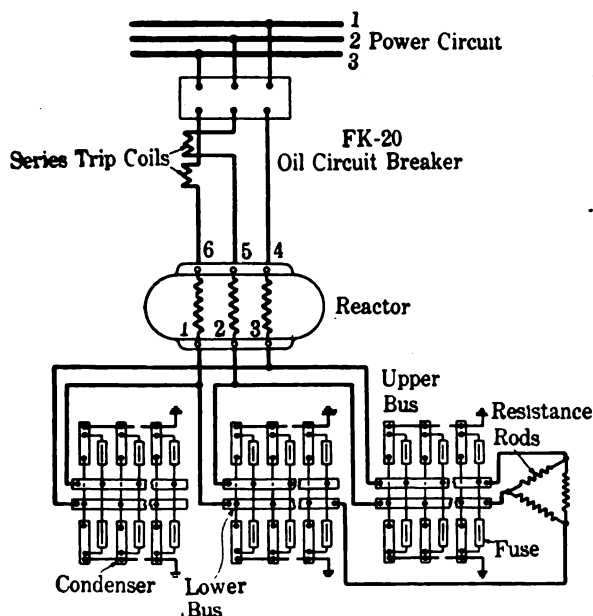 1
2 Power Circuit
3
FK-20
Oil Circuit Breaker
Series Trip Coils
6 5 4
Reactor
1 2 3
Upper
Bus
Resistance
Rods
Fuse
Condenser
Lower
Bus